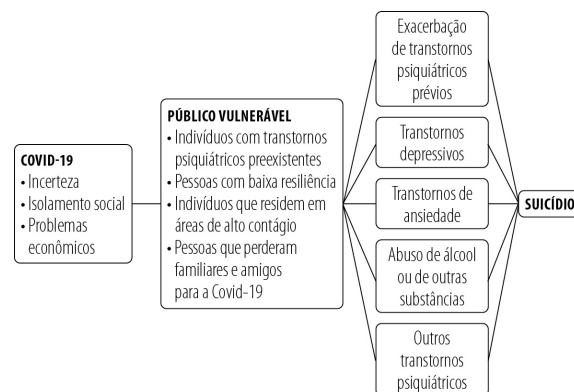 COVID-19
• Incerteza
• Isolamento social
• Problemas
econômicos
PÚBLICO VULNERÁVEL
• Indivíduos com transtornos
psiquiátricos preexistentes
• Pessoas com baixa resiliência
• Indivíduos que residem em
áreas de alto contágio
• Pessoas que perderam
familiares e amigos
para a Covid-19
Exacerbação
de transtornos
psiquiátricos
prévios
Transtornos
depressivos
Transtornos de
ansiedade
Abuso de álcool
ou de outras
substâncias
Outros
transtornos
psiquiátricos
SUICÍDIO